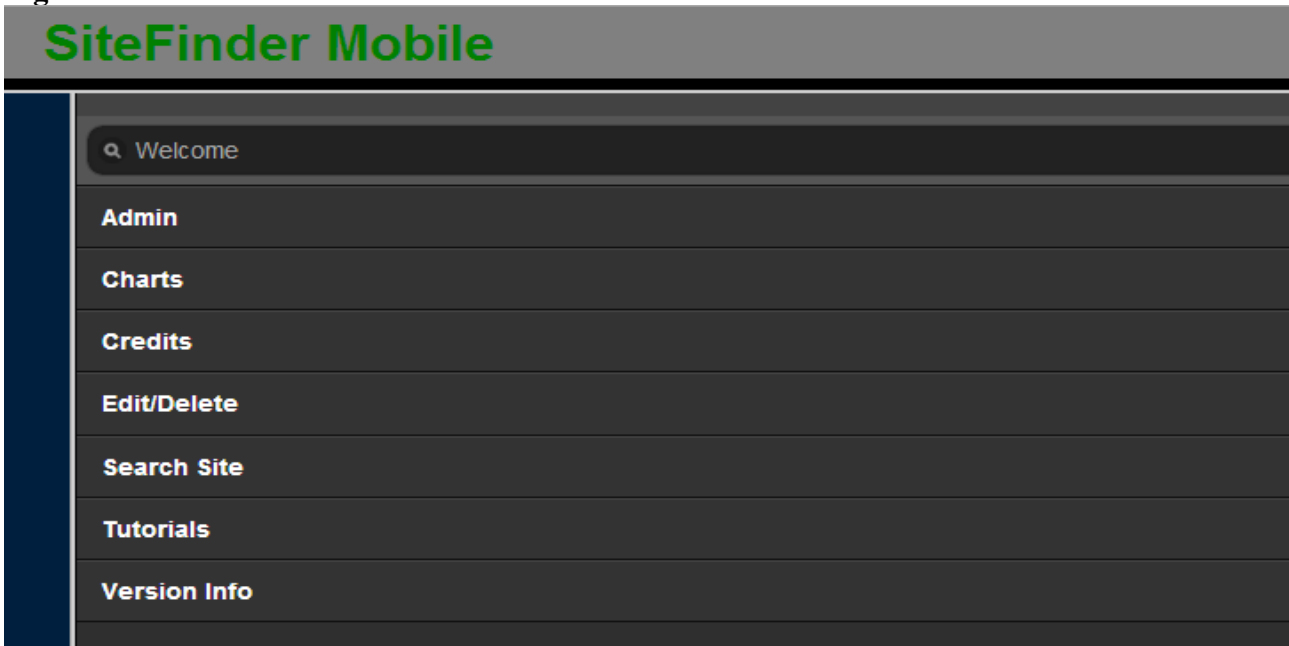 SiteFinder Mobile
Welcome
Admin
Charts
Credits
Edit/Delete
Search Site
Tutorials
Version Info